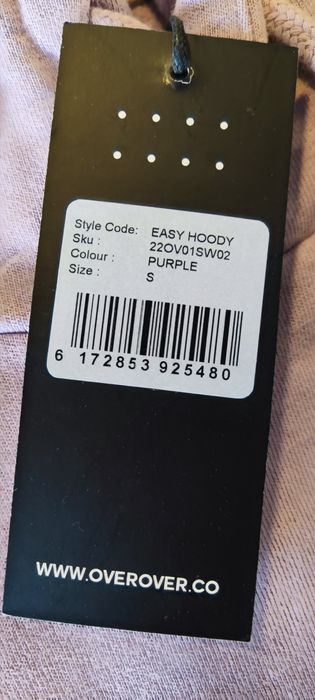 Style Code: EASY HOODY
Sku : 22OV01SW02
Colour : PURPLE
Size : S
6 172853 925480
WWW.OVEROVER.CO